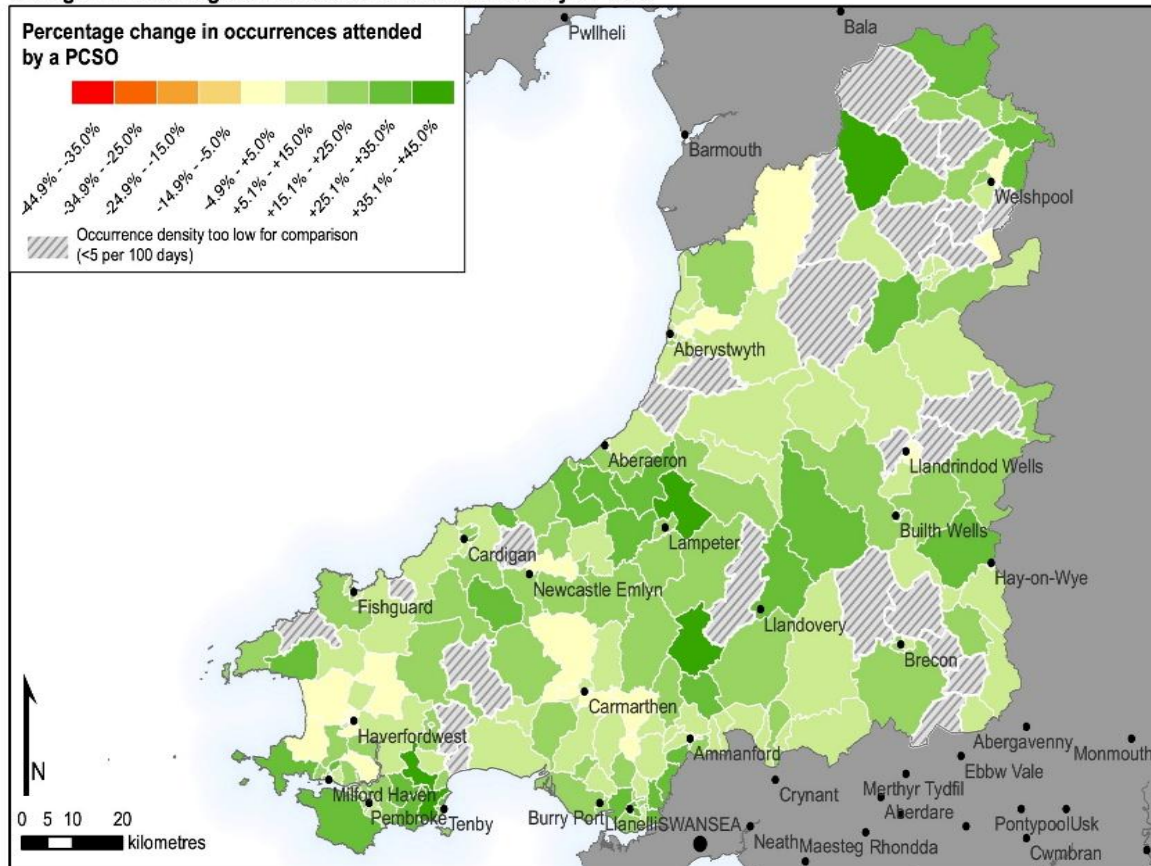 Percentage change in occurrences attended
by a PCSO
-44.9% - -35.0%
-34.9% - -25.0%
-24.9% - -15.0%
-14.9% - -5.0%
-4.9% - +5.0%
+5.1% - +15.0%
+15.1% - +25.0%
+25.1% - +35.0%
+35.1% - +45.0%
Occurrence density too low for comparison
(<5 per 100 days)
Pwllheli
Bala
Barmouth
Welshpool
Aberystwyth
Aberaeron
Llandrindod Wells
Lampeter
Builth Wells
Cardigan
Newcastle Emlyn
Hay-on-Wye
Fishguard
Llandovery
Brecon
Carmarthen
Haverfordwest
Ammanford
Abergavenny
Monmouth
Ebbw Vale
Milford Haven
Crynant
Merthyr Tydfil
Aberdare
Pembroke
Tenby
Burry Port
Llanelli
SWANSEA
Neath
Maesteg
Rhondda
Pontypool
Usk
Cwmbran
N
0 5 10 20
kilometres